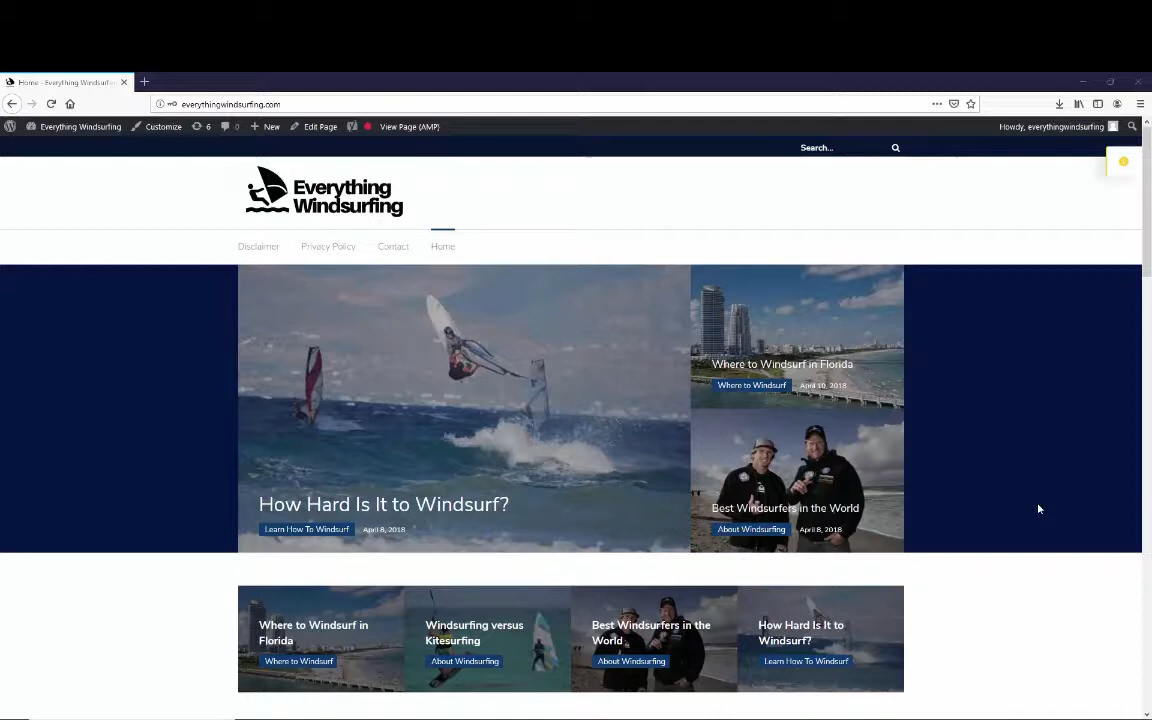 Home - Everything Windsurfi
everythingwindsurfing.com
Everything Windsurfing Customize 6 0 New Edit Page View Page (AMP) Howdy, everythingwindsurfing
Search...
Everything
Windsurfing
Disclaimer Privacy Policy Contact Home
Where to Windsurf in Florida
Where to Windsurf April 10, 2018
How Hard Is It to Windsurf?
Learn How To Windsurf April 8, 2018
Best Windsurfers in the World
About Windsurfing April 8, 2018
Where to Windsurf in
Florida
Where to Windsurf
Windsurfing versus
Kitesurfing
About Windsurfing
Best Windsurfers in the
World
About Windsurfing
How Hard Is It to
Windsurf?
Learn How To Windsurf